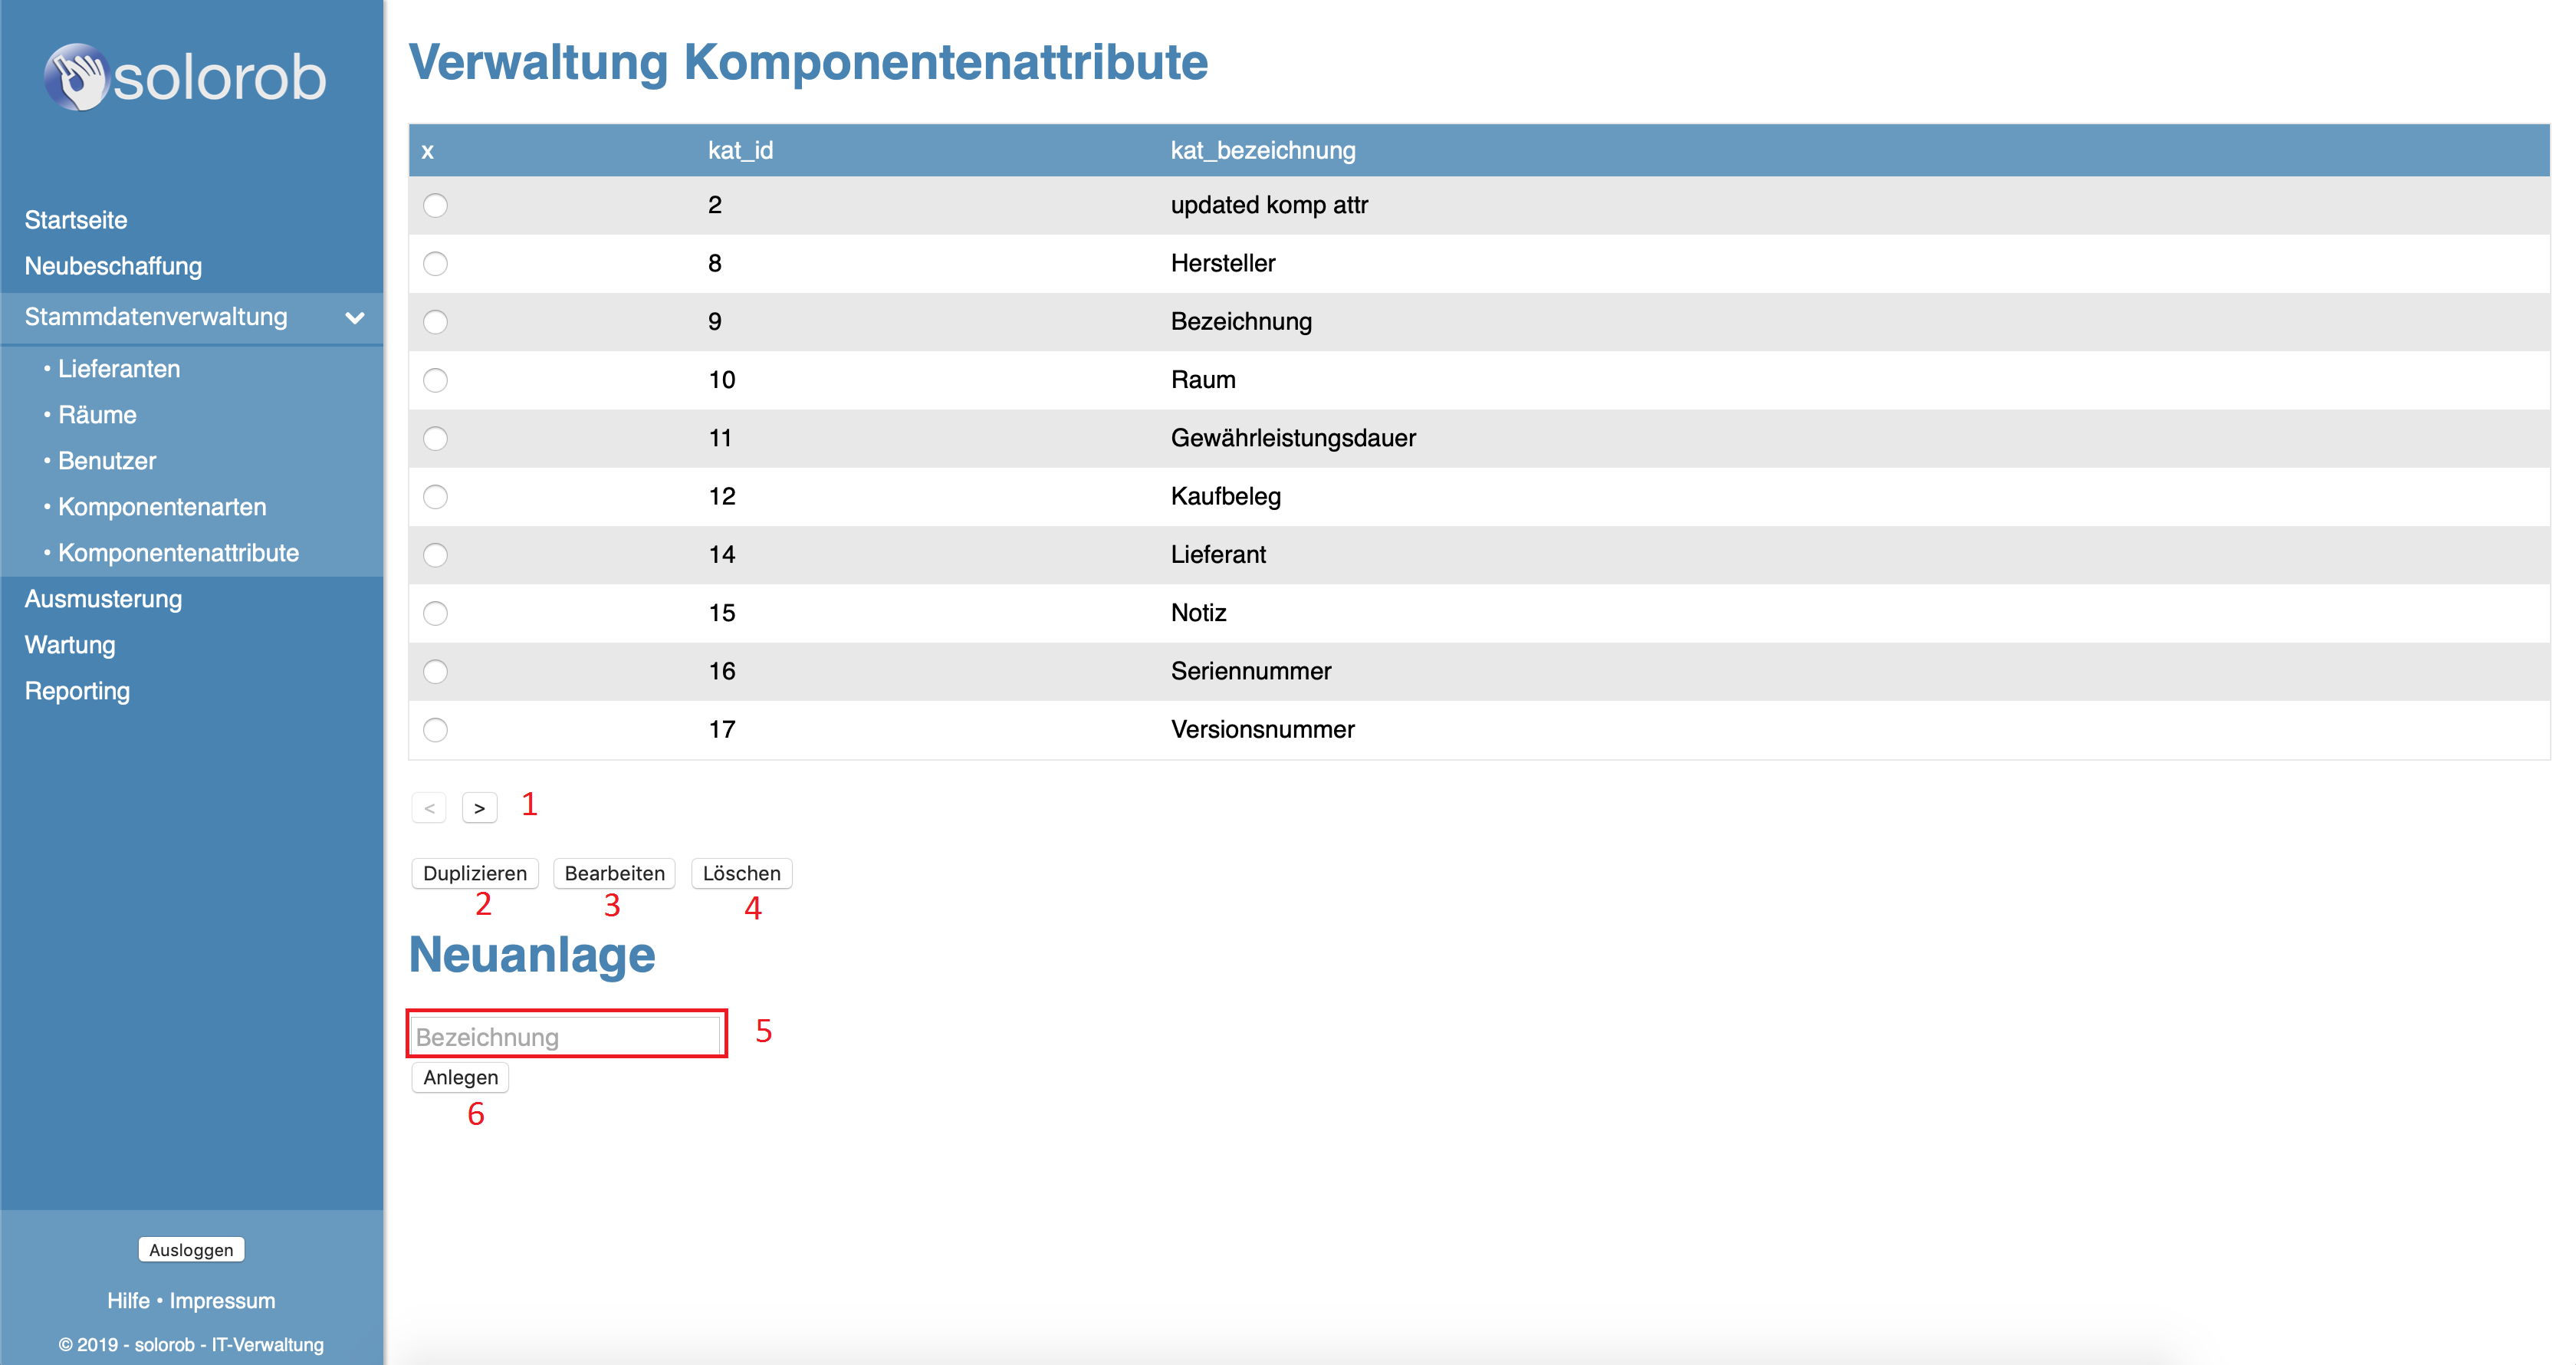 solorob
Startseite
Neubeschaffung
Stammdatenverwaltung
• Lieferanten
• Räume
• Benutzer
• Komponentenarten
• Komponentenattribute
Ausmusterung
Wartung
Reporting
Ausloggen
Hilfe • Impressum
© 2019 - solorob - IT-Verwaltung
Verwaltung Komponentenattribute
x kat_id kat_bezeichnung
2 updated komp attr
8 Hersteller
9 Bezeichnung
10 Raum
11 Gewährleistungsdauer
12 Kaufbeleg
14 Lieferant
15 Notiz
16 Seriennummer
17 Versionsnummer
< > 1
Duplizieren Bearbeiten Löschen
2 3 4
Neuanlage
Bezeichnung 5
Anlegen
6